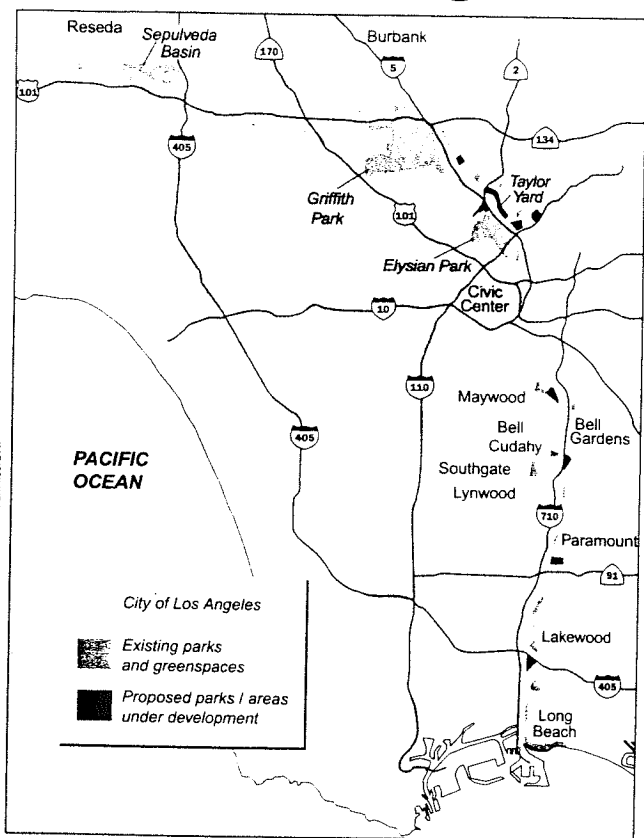 Reseda
Sepulveda
Basin
170
Burbank
5
2
101
134
405
Griffith
Park
101
Taylor
Yard
Elysian Park
Civic
Center
10
110
Maywood
Bell
Gardens
Bell
Cudahy
405
Southgate
Lynwood
PACIFIC
OCEAN
710
Paramount
91
City of Los Angeles
Existing parks
and greenspaces
Proposed parks / areas
under development
Lakewood
405
Long
Beach